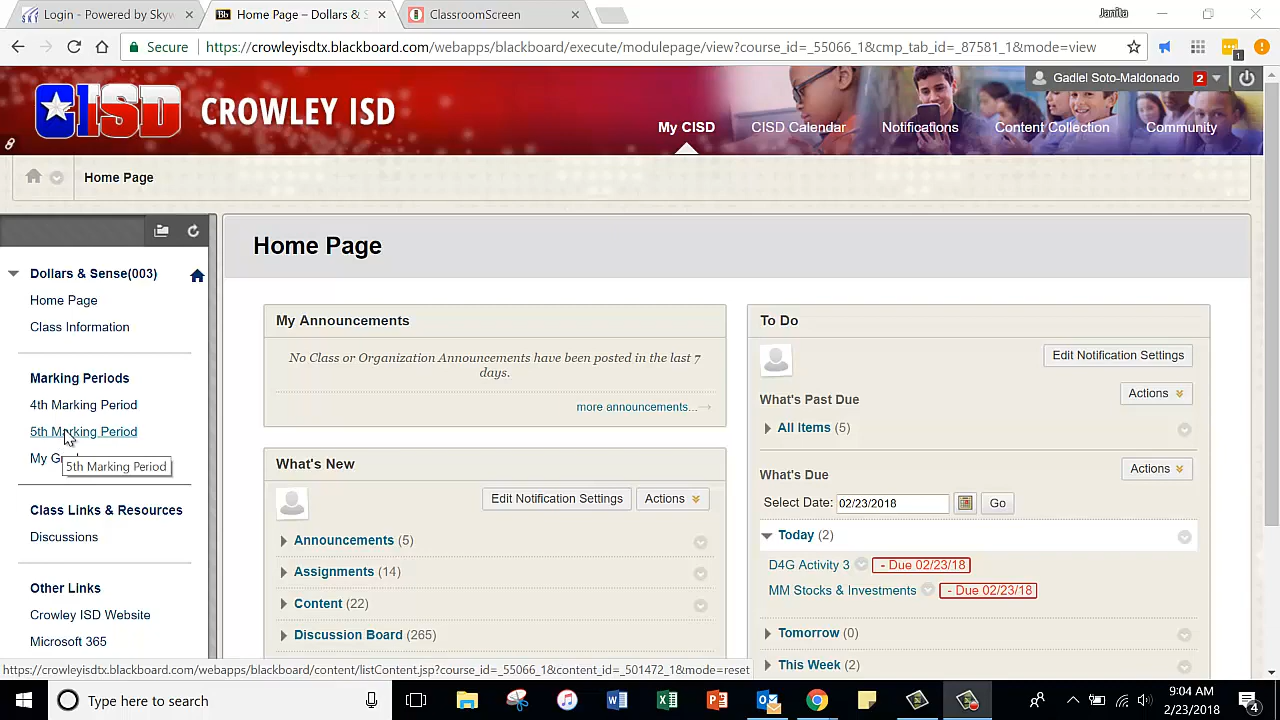 Login - Powered by Skyw
Home Page – Dollars & S
ClassroomScreen
Janita
Secure
https://crowleyisdtx.blackboard.com/webapps/blackboard/execute/modulepage/view?course_id=_55066_1&cmp_tab_id=_87581_1&mode=view
1
Gadiel Soto-Maldonado 2
CISD
CROWLEY ISD
My CISD
CISD Calendar
Notifications
Content Collection
Community
Home Page
Dollars & Sense(003)
Home Page
Class Information
Marking Periods
4th Marking Period
5th Marking Period
My Gr
5th Marking Period
Class Links & Resources
Discussions
Other Links
Crowley ISD Website
Microsoft 365
Home Page
My Announcements
No Class or Organization Announcements have been posted in the last 7
days.
more announcements...
What's New
Edit Notification Settings
Actions
Announcements (5)
Assignments (14)
Content (22)
Discussion Board (265)
To Do
Edit Notification Settings
What's Past Due
Actions
All Items (5)
What's Due
Actions
Select Date: 02/23/2018 Go
Today (2)
D4G Activity 3 - Due 02/23/18
MM Stocks & Investments - Due 02/23/18
Tomorrow (0)
This Week (2)
https://crowleyisdtx.blackboard.com/webapps/blackboard/content/listContent.jsp?course_id=_55066_1&content_id=_501472_1&mode=reset
Type here to search
9:04 AM
2/23/2018
4